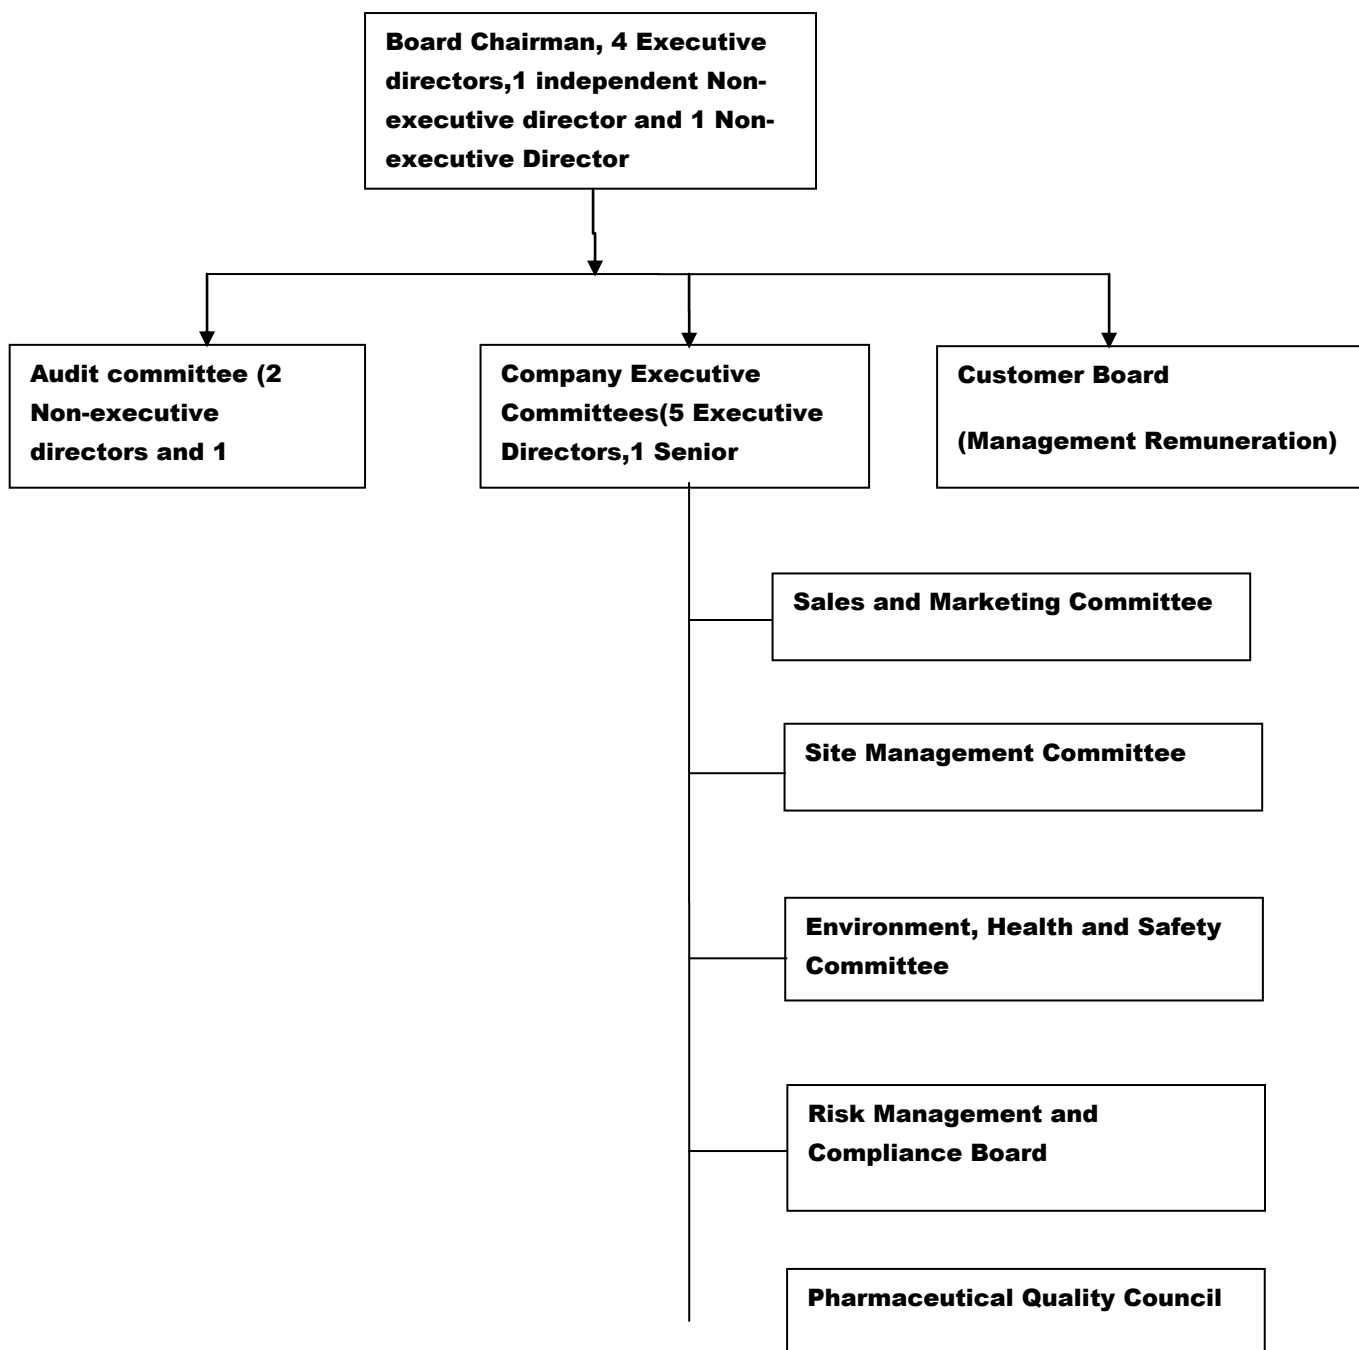 Board Chairman, 4 Executive
directors,1 independent Non-
executive director and 1 Non-
executive Director
Audit committee (2
Non-executive
directors and 1
Company Executive
Committees(5 Executive
Directors,1 Senior
Customer Board
(Management Remuneration)
Sales and Marketing Committee
Site Management Committee
Environment, Health and Safety
Committee
Risk Management and
Compliance Board
Pharmaceutical Quality Council